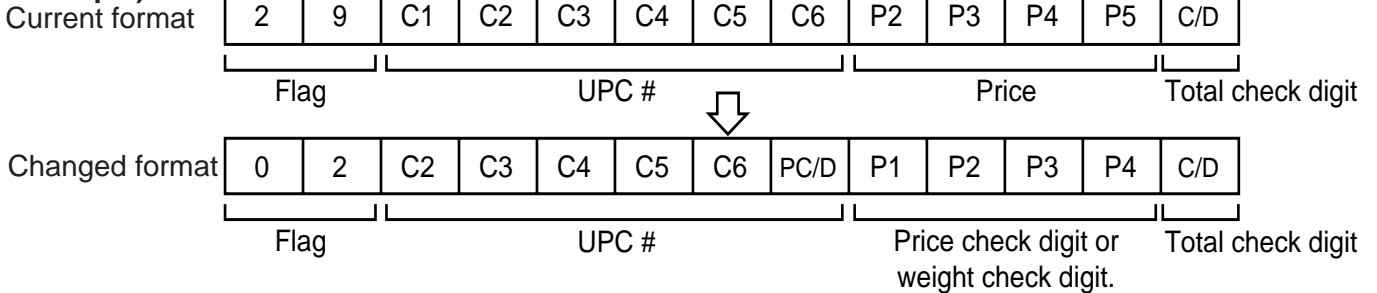 Current format 2 9 C1 C2 C3 C4 C5 C6 P2 P3 P4 P5 C/D
Flag UPC # Price Total check digit
Changed format 0 2 C2 C3 C4 C5 C6 PC/D P1 P2 P3 P4 C/D
Flag UPC # Price check digit or Total check digit
weight check digit.